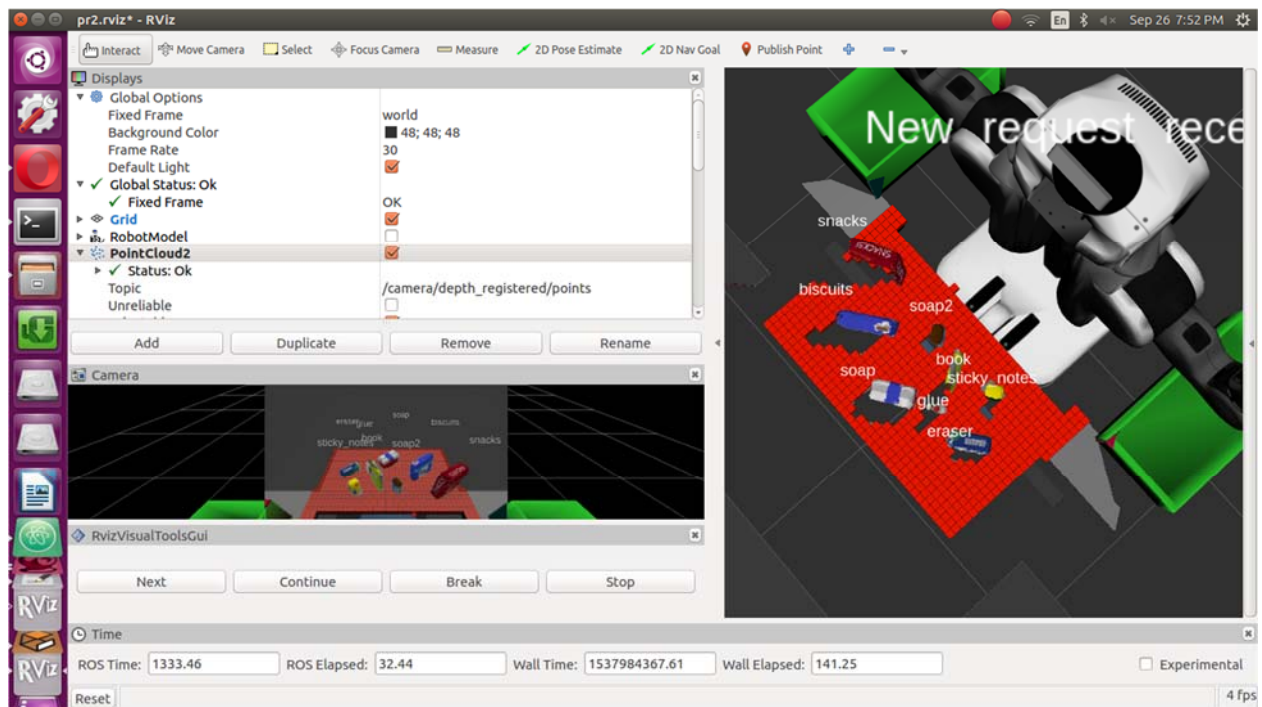 pr2.rviz* - RViz
En
Sep 26 7:52 PM
Interact Move Camera Select Focus Camera Measure 2D Pose Estimate 2D Nav Goal Publish Point
Displays
Global Options
Fixed Frame world
Background Color 48; 48; 48
Frame Rate 30
Default Light
Global Status: Ok
Fixed Frame OK
Grid
RobotModel
PointCloud2
Status: Ok
Topic /camera/depth_registered/points
Unreliable
Add Duplicate Remove Rename
Camera
soap
eraser glue biscuits
sticky_notes book soap2 snacks
RvizVisualToolsGui
Next Continue Break Stop
New request rece
snacks
SNACKS
biscuits
soap2
book
soap sticky_notes
glue
eraser
Time
ROS Time: 1333.46 ROS Elapsed: 32.44 Wall Time: 1537984367.61 Wall Elapsed: 141.25 Experimental
Reset 4 fps
>_
RViz
RViz